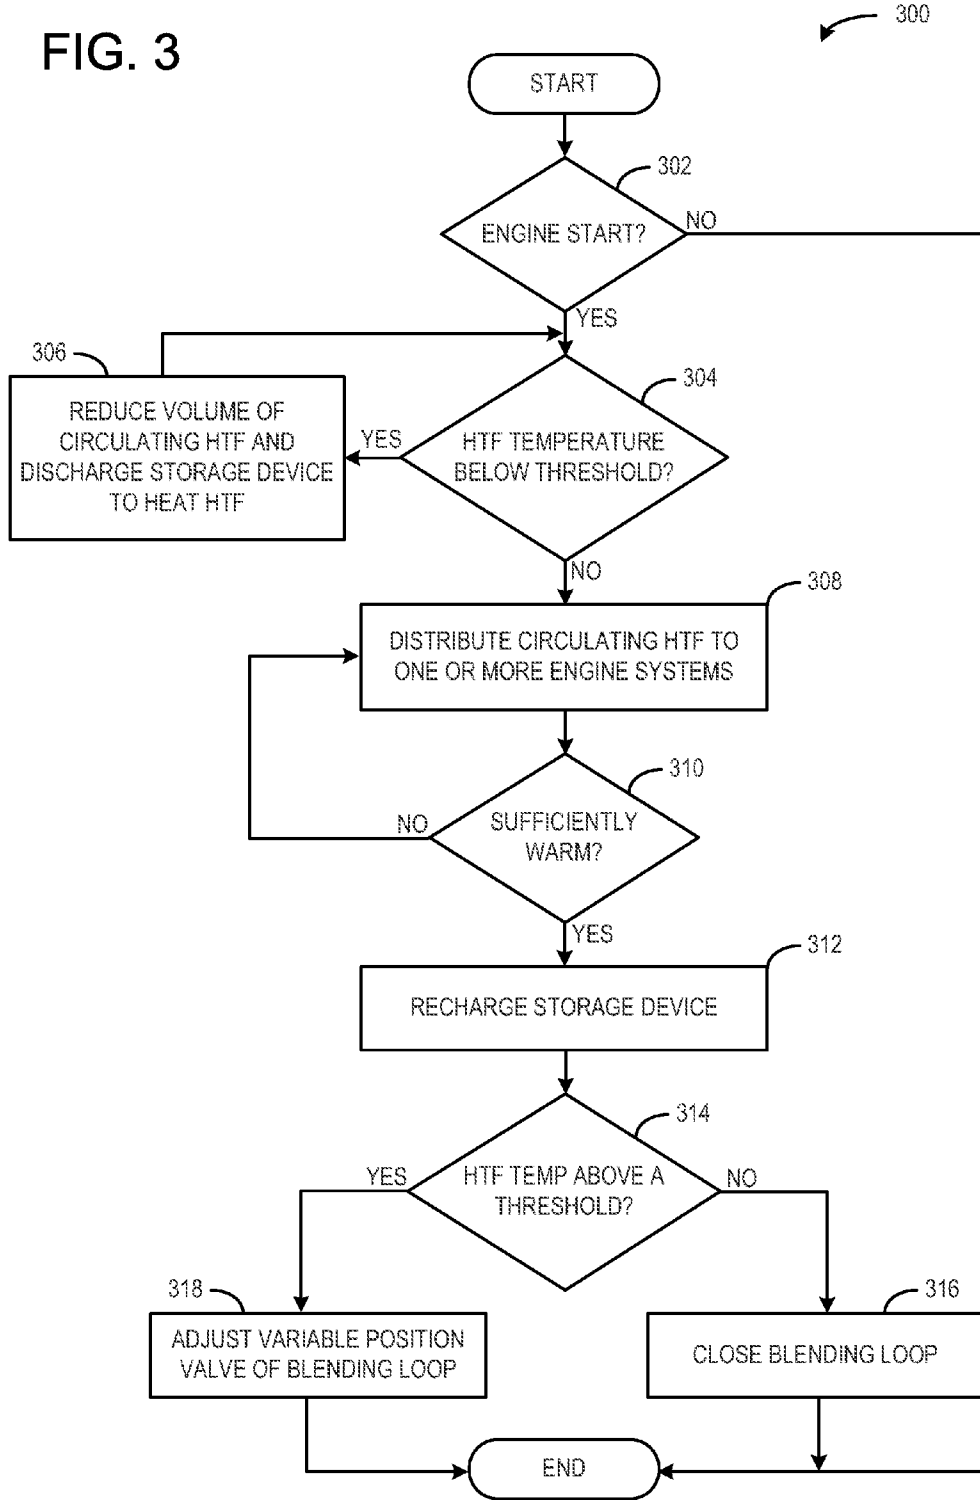 FIG. 3
300
START
302
ENGINE START?
NO
YES
306
304
REDUCE VOLUME OF
CIRCULATING HTF AND
DISCHARGE STORAGE DEVICE
TO HEAT HTF
YES
HTF TEMPERATURE
BELOW THRESHOLD?
NO
308
DISTRIBUTE CIRCULATING HTF TO
ONE OR MORE ENGINE SYSTEMS
310
NO
SUFFICIENTLY
WARM?
YES
312
RECHARGE STORAGE DEVICE
314
YES
HTF TEMP ABOVE A
THRESHOLD?
NO
318
316
ADJUST VARIABLE POSITION
VALVE OF BLENDING LOOP
CLOSE BLENDING LOOP
END